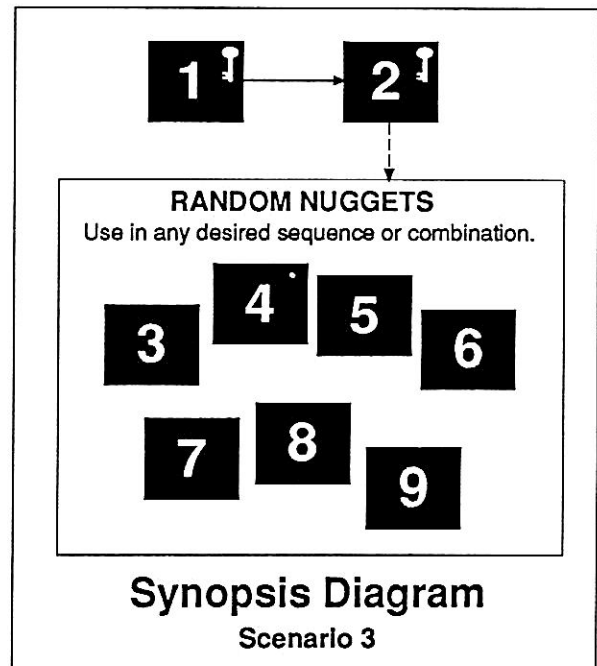 1 2
RANDOM NUGGETS
Use in any desired sequence or combination.
3 4 5 6
7 8 9
Synopsis Diagram
Scenario 3